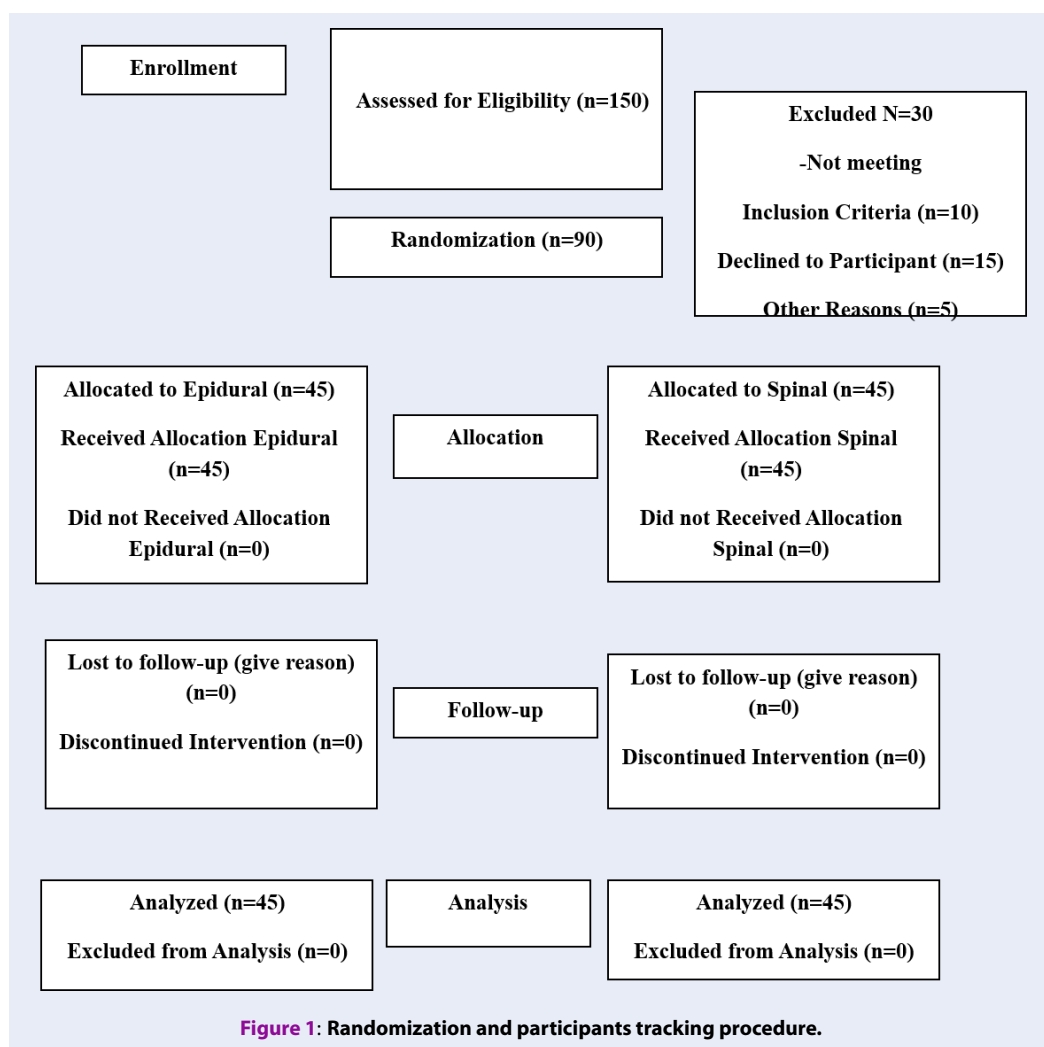 Enrollment
Assessed for Eligibility (n=150)
Excluded N=30
-Not meeting
Inclusion Criteria (n=10)
Declined to Participant (n=15)
Other Reasons (n=5)
Randomization (n=90)
Allocated to Epidural (n=45)
Received Allocation Epidural
(n=45)
Did not Received Allocation
Epidural (n=0)
Allocation
Allocated to Spinal (n=45)
Received Allocation Spinal
(n=45)
Did not Received Allocation
Spinal (n=0)
Lost to follow-up (give reason)
(n=0)
Discontinued Intervention (n=0)
Follow-up
Lost to follow-up (give reason)
(n=0)
Discontinued Intervention (n=0)
Analyzed (n=45)
Excluded from Analysis (n=0)
Analysis
Analyzed (n=45)
Excluded from Analysis (n=0)
Figure 1: Randomization and participants tracking procedure.